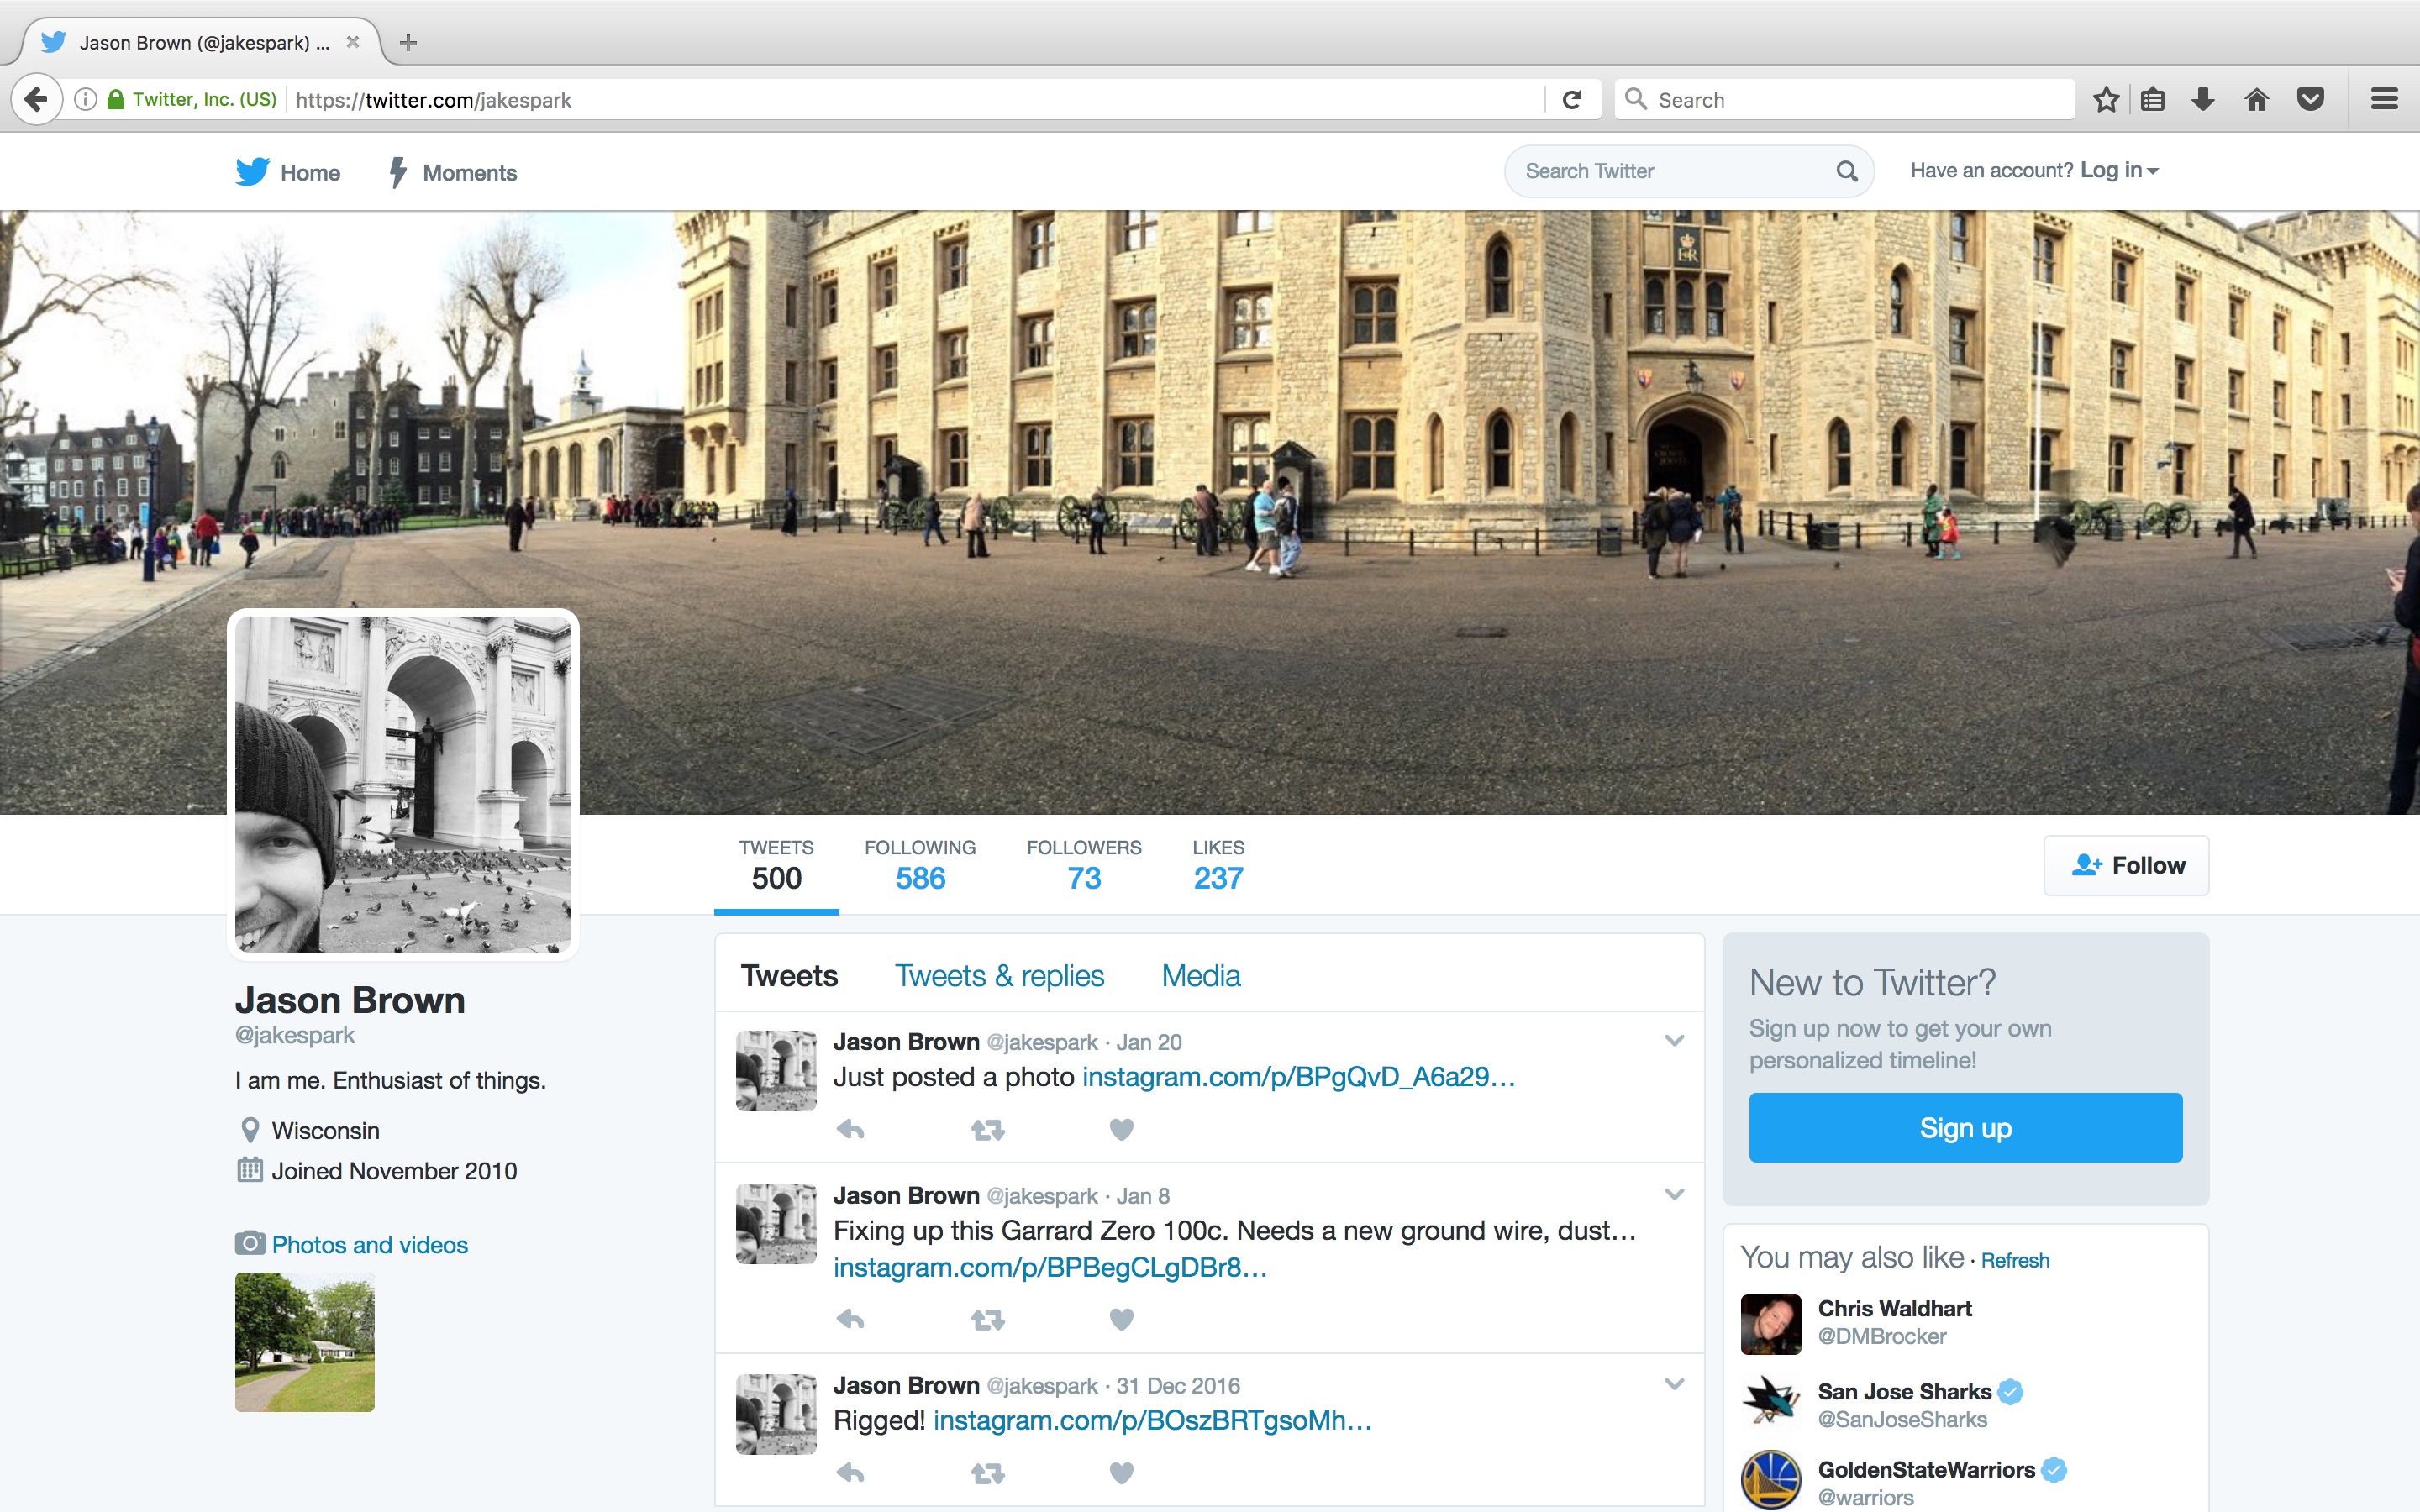 Jason Brown (@jakespark) ...
Twitter, Inc. (US)
https://twitter.com/jakespark
Search
Home
Moments
Search Twitter
Have an account? Log in
ER
TWEETS
500
FOLLOWING
586
FOLLOWERS
73
LIKES
237
Follow
Jason Brown
@jakespark
I am me. Enthusiast of things.
Wisconsin
Joined November 2010
Photos and videos
Tweets
Tweets & replies
Media
Jason Brown @jakespark · Jan 20
Just posted a photo instagram.com/p/BPgQvD_A6a29…
Jason Brown @jakespark · Jan 8
Fixing up this Garrard Zero 100c. Needs a new ground wire, dust…
instagram.com/p/BPBegCLgDBr8…
Jason Brown @jakespark · 31 Dec 2016
Rigged! instagram.com/p/BOszBRTgsoMh…
New to Twitter?
Sign up now to get your own
personalized timeline!
Sign up
You may also like · Refresh
Chris Waldhart
@DMBrocker
San Jose Sharks
@SanJoseSharks
GoldenStateWarriors
@warriors